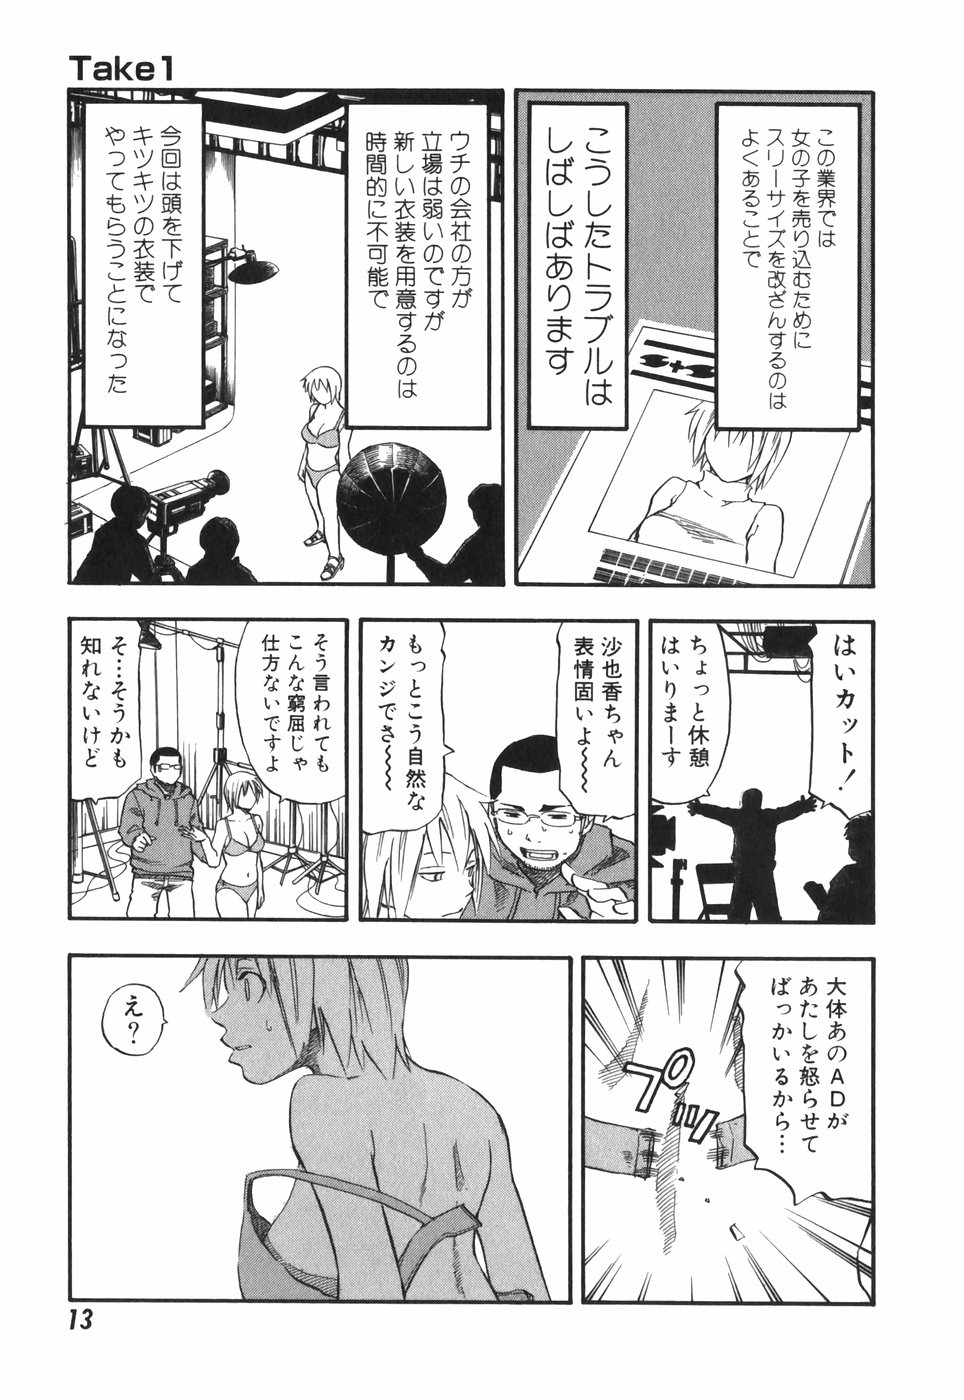 Take1
この業界では
女の子を売り込むために
スリーサイズを改ざんするのは
よくあることで
こうしたトラブルは
しばしばあります
ウチの会社の方が
立場は弱いのですが
新しい衣装を用意するのは
時間的に不可能で
今回は頭を下げて
キツキツの衣装で
やってもらうことになった
はいカット!
ちょっと休憩
はいりまーす
沙也香ちゃん
表情固いよ〜〜
もっとこう自然な
カンジでさ〜〜〜
そう言われても
こんな窮屈じゃ
仕方ないですよ
そ…そうかも
知れないけど
大体あのADが
あたしを怒らせて
ばっかいるから…
プツッ
え?
13